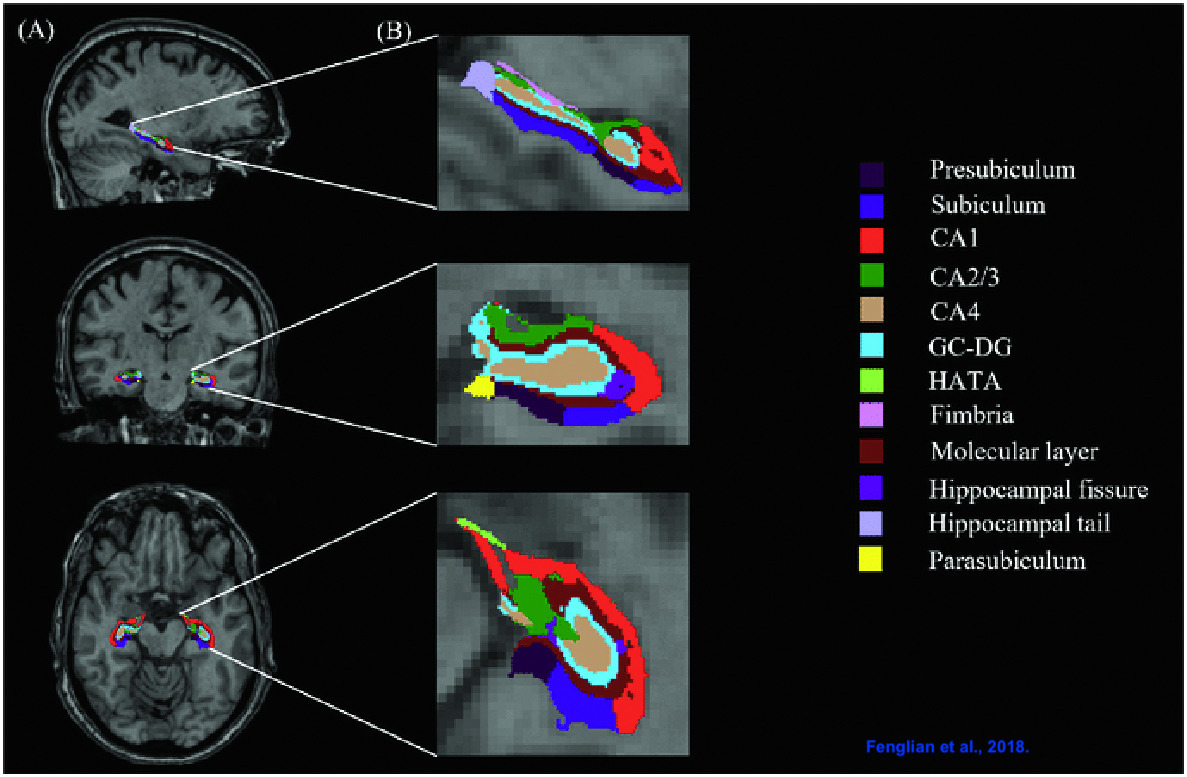 (A)
(B)
Presubiculum
Subiculum
CA1
CA2/3
CA4
GC-DG
HATA
Fimbria
Molecular layer
Hippocampal fissure
Hippocampal tail
Parasubiculum
Fenglian et al., 2018.